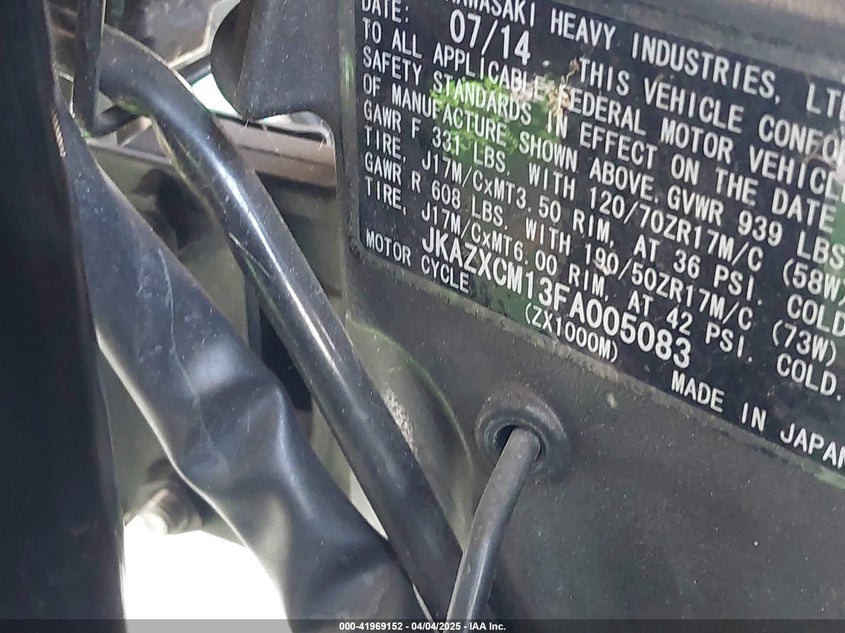 KAWASAKI HEAVY INDUSTRIES, LTD
DATE: 07/14 THIS VEHICLE CONFO
TO ALL APPLICABLE FEDERAL MOTOR VEHICLE
SAFETY STANDARDS IN EFFECT ON THE DATE
OF MANUFACTURE SHOWN ABOVE. GVWR 939 LBS
GAWR F 331 LBS. WITH 120/70ZR17M/C (58W)
TIRE, J17M/CxMT3.50 RIM, AT 36 PSI. COLD
GAWR R 608 LBS. WITH 190/50ZR17M/C (73W)
TIRE, J17M/CxMT6.00 RIM, AT 42 PSI. COLD.
JKAZXCM13FA005083
MOTOR CYCLE (ZX1000M)
MADE IN JAPAN
000-41969152 - 04/04/2025 - IAA Inc.